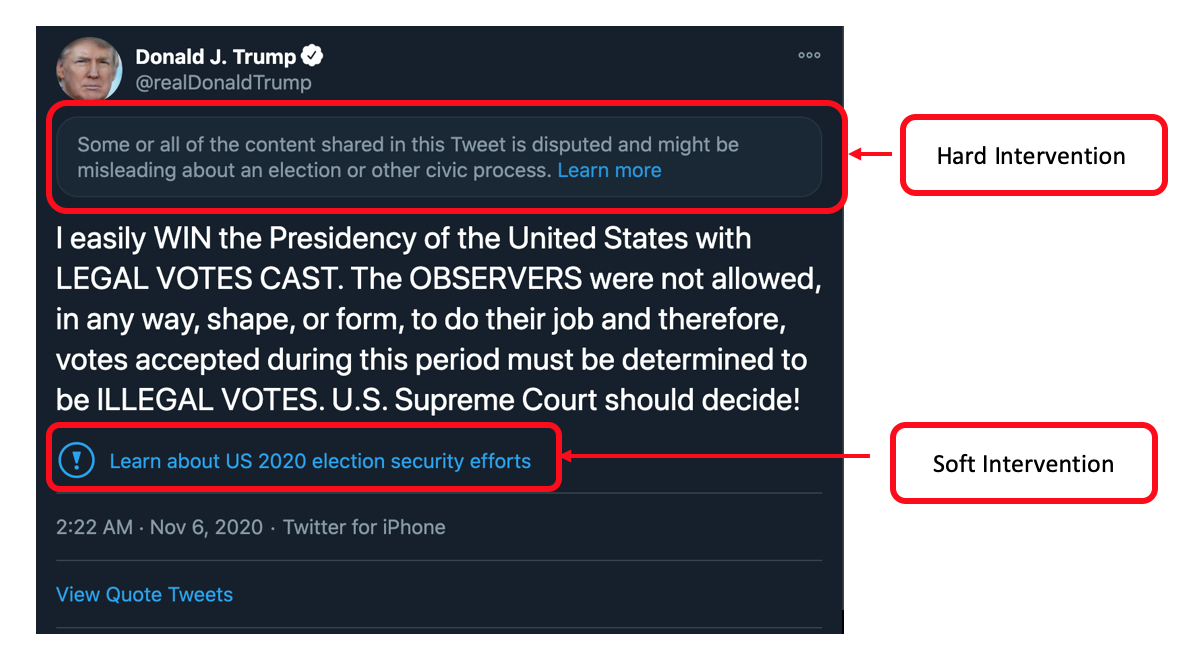 Donald J. Trump
@realDonaldTrump
Some or all of the content shared in this Tweet is disputed and might be
misleading about an election or other civic process. Learn more
Hard Intervention
I easily WIN the Presidency of the United States with
LEGAL VOTES CAST. The OBSERVERS were not allowed,
in any way, shape, or form, to do their job and therefore,
votes accepted during this period must be determined to
be ILLEGAL VOTES. U.S. Supreme Court should decide!
Learn about US 2020 election security efforts
Soft Intervention
2:22 AM · Nov 6, 2020 · Twitter for iPhone
View Quote Tweets